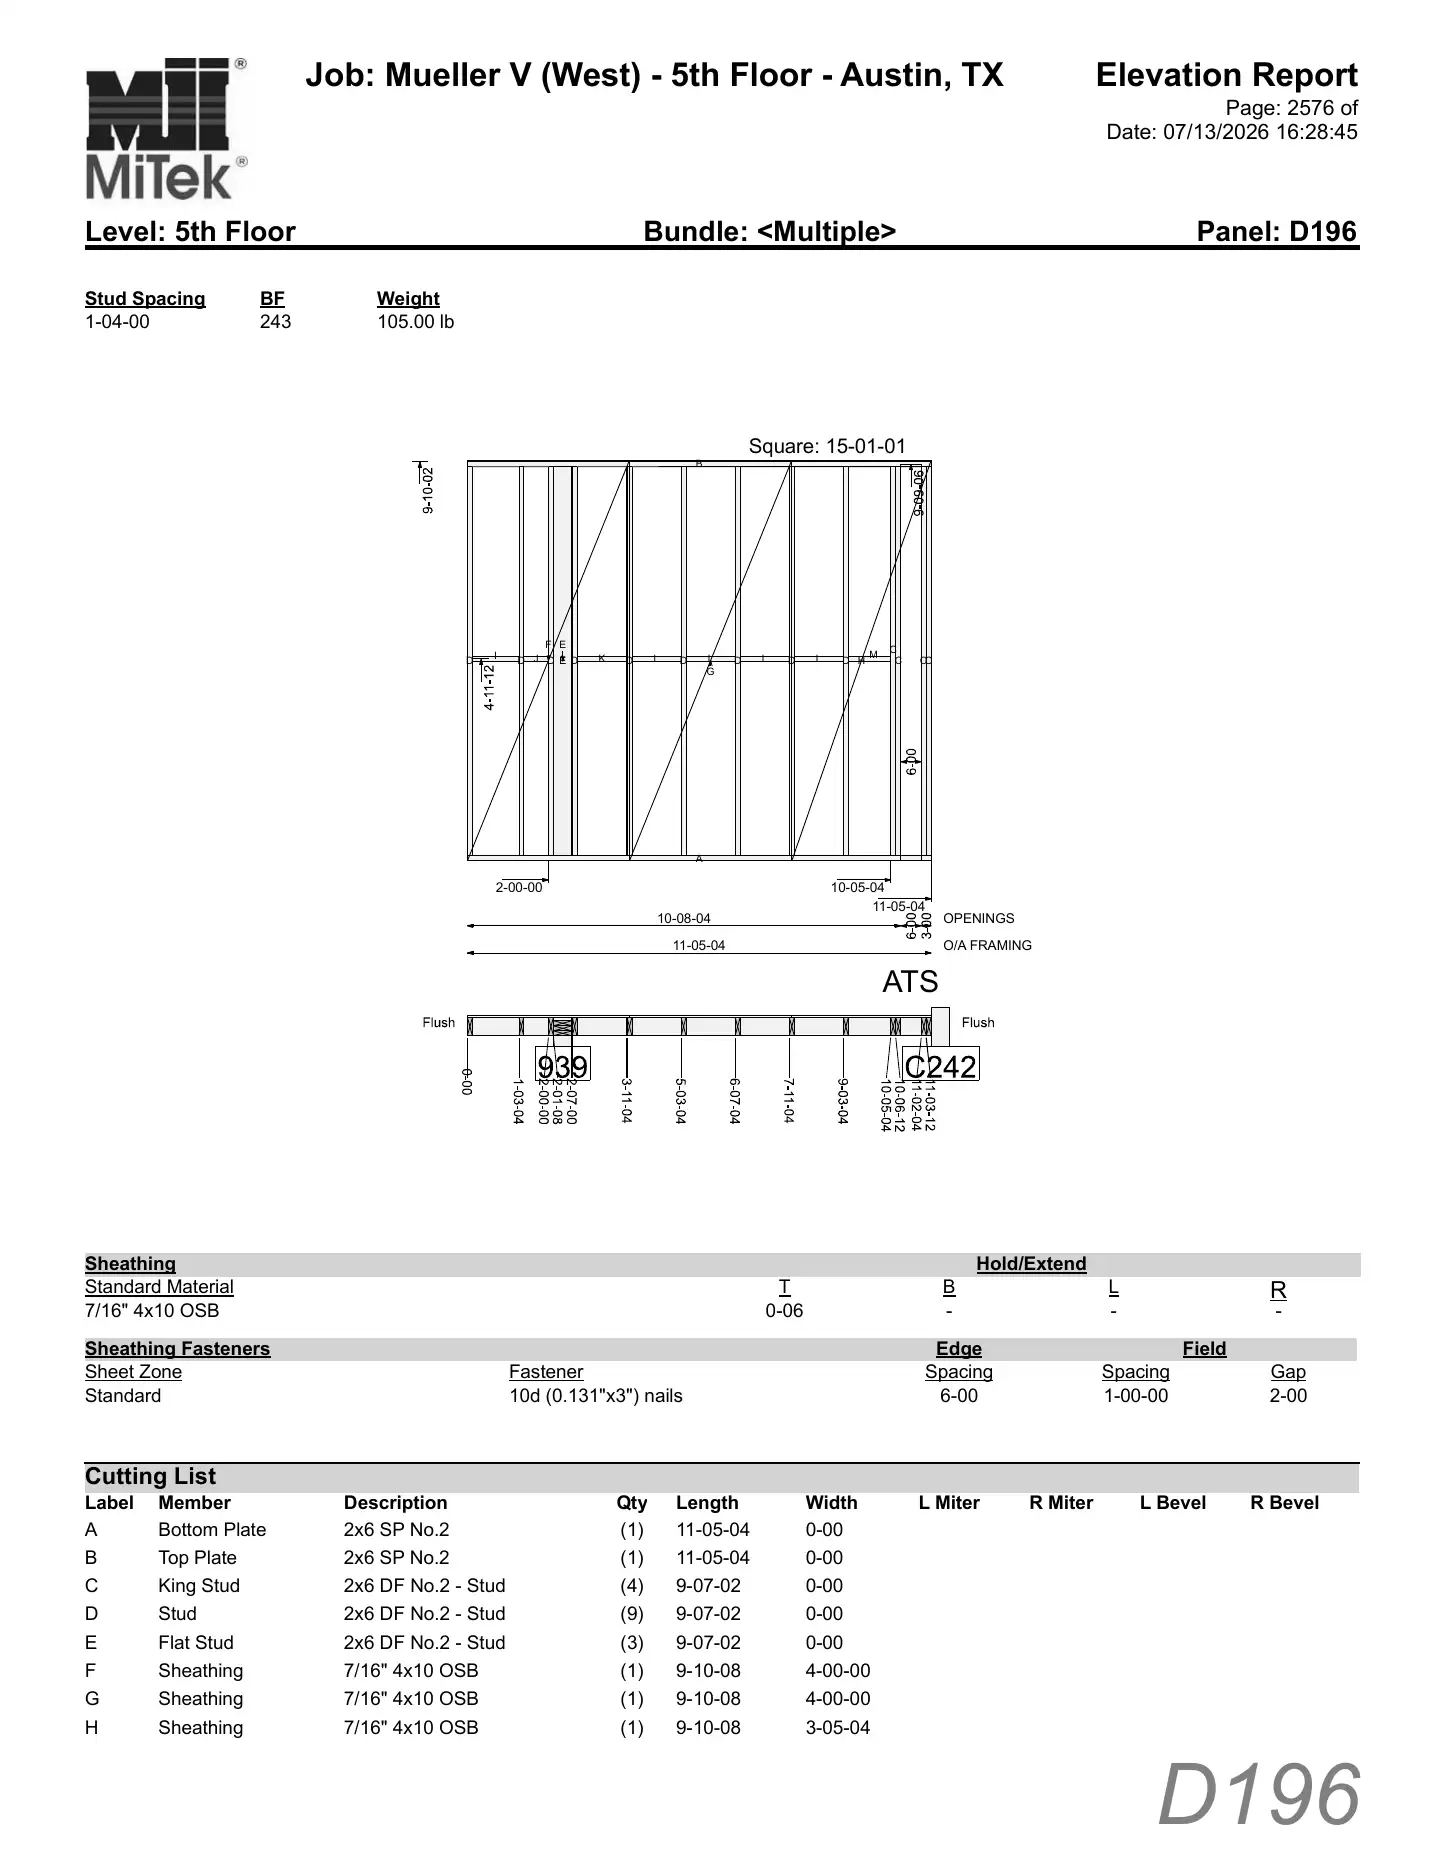 Job: Mueller V (West) - 5th Floor - Austin, TX
Elevation Report
Page: 2576 of
Date: 07/13/2026 16:28:45
MiTek®
Level: 5th Floor Bundle: <Multiple> Panel: D196
Stud Spacing BF Weight
1-04-00 243 105.00 lb
Square: 15-01-01
B
9-10-02
9-09-06
F E
I J E K I I I I H M C
G
4-11-12
6-00
A
2-00-00 10-05-04
11-05-04
10-08-04 6-00 3-00 OPENINGS
11-05-04 O/A FRAMING
ATS
Flush Flush
939 C242
0-00 1-03-04 2-00-00 2-01-08 2-07-00 3-11-04 5-03-04 6-07-04 7-11-04 9-03-04 10-05-04 10-06-12 11-02-04 11-03-12
Sheathing Hold/Extend
Standard Material T B L R
7/16" 4x10 OSB 0-06 - - -
Sheathing Fasteners Edge Field
Sheet Zone Fastener Spacing Spacing Gap
Standard 10d (0.131"x3") nails 6-00 1-00-00 2-00
Cutting List
Label Member Description Qty Length Width L Miter R Miter L Bevel R Bevel
A Bottom Plate 2x6 SP No.2 (1) 11-05-04 0-00
B Top Plate 2x6 SP No.2 (1) 11-05-04 0-00
C King Stud 2x6 DF No.2 - Stud (4) 9-07-02 0-00
D Stud 2x6 DF No.2 - Stud (9) 9-07-02 0-00
E Flat Stud 2x6 DF No.2 - Stud (3) 9-07-02 0-00
F Sheathing 7/16" 4x10 OSB (1) 9-10-08 4-00-00
G Sheathing 7/16" 4x10 OSB (1) 9-10-08 4-00-00
H Sheathing 7/16" 4x10 OSB (1) 9-10-08 3-05-04
D196